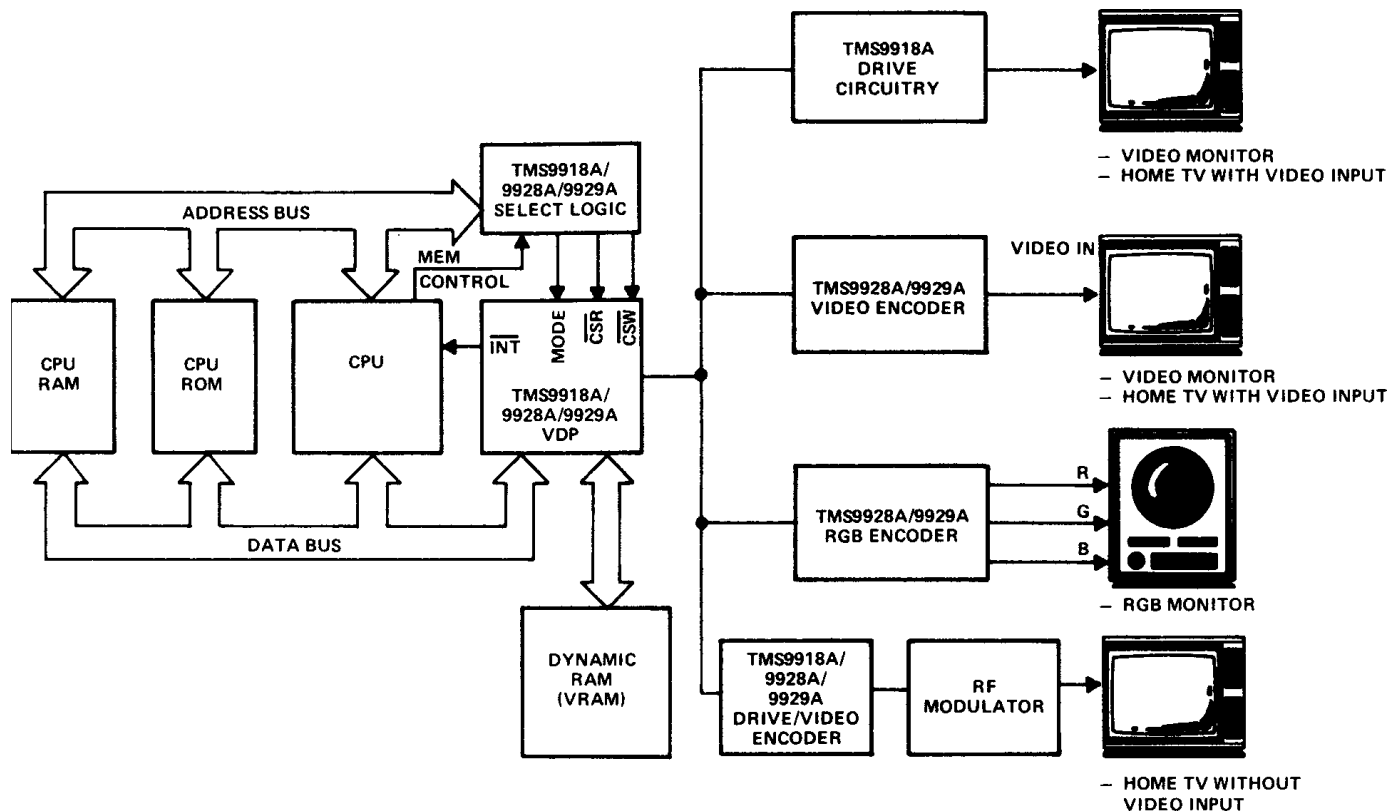 TMS9918A
DRIVE
CIRCUITRY
– VIDEO MONITOR
– HOME TV WITH VIDEO INPUT
TMS9918A/
9928A/9929A
SELECT LOGIC
ADDRESS BUS
MEM
CONTROL
CPU
RAM
CPU
ROM
CPU
INT
MODE
CSR
CSW
TMS9918A/
9928A/9929A
VDP
DATA BUS
DYNAMIC
RAM
(VRAM)
TMS9928A/9929A
VIDEO ENCODER
VIDEO IN
– VIDEO MONITOR
– HOME TV WITH VIDEO INPUT
TMS9928A/9929A
RGB ENCODER
R
G
B
– RGB MONITOR
TMS9918A/
9928A/
9929A
DRIVE/VIDEO
ENCODER
RF
MODULATOR
– HOME TV WITHOUT
VIDEO INPUT